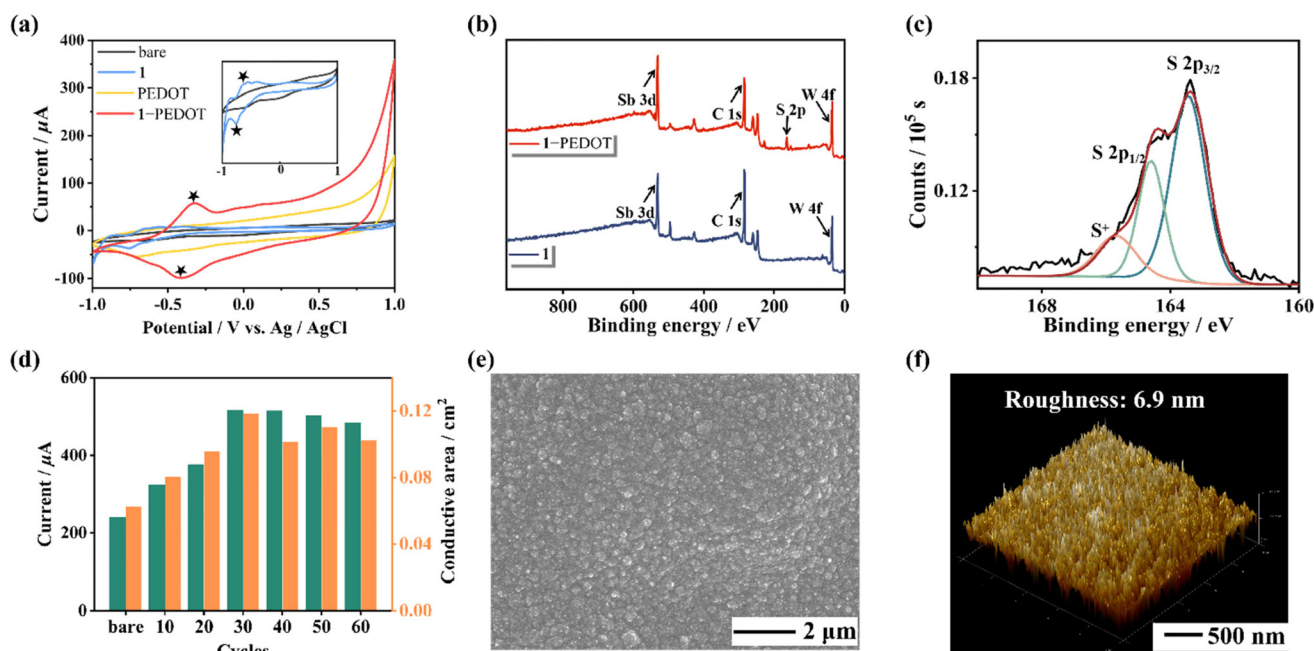 (a)
400
300
200
100
0
-100
-1.0
-0.5
0.0
0.5
1.0
Current / μA
Potential / V vs. Ag / AgCl
bare
1
PEDOT
1−PEDOT
-1
0
1
(b)
Sb 3d
C 1s
S 2p
W 4f
1−PEDOT
Sb 3d
C 1s
W 4f
1
800
600
400
200
0
Binding energy / eV
(c)
S 2p3/2
S 2p1/2
S+
0.18
0.12
Counts / 10⁵ s
168
164
160
Binding energy / eV
(d)
600
400
200
0
Current / μA
0.12
0.08
0.04
0.00
Conductive area / cm²
bare 10 20 30 40 50 60
Cycles
(e)
2 μm
(f)
Roughness: 6.9 nm
500 nm